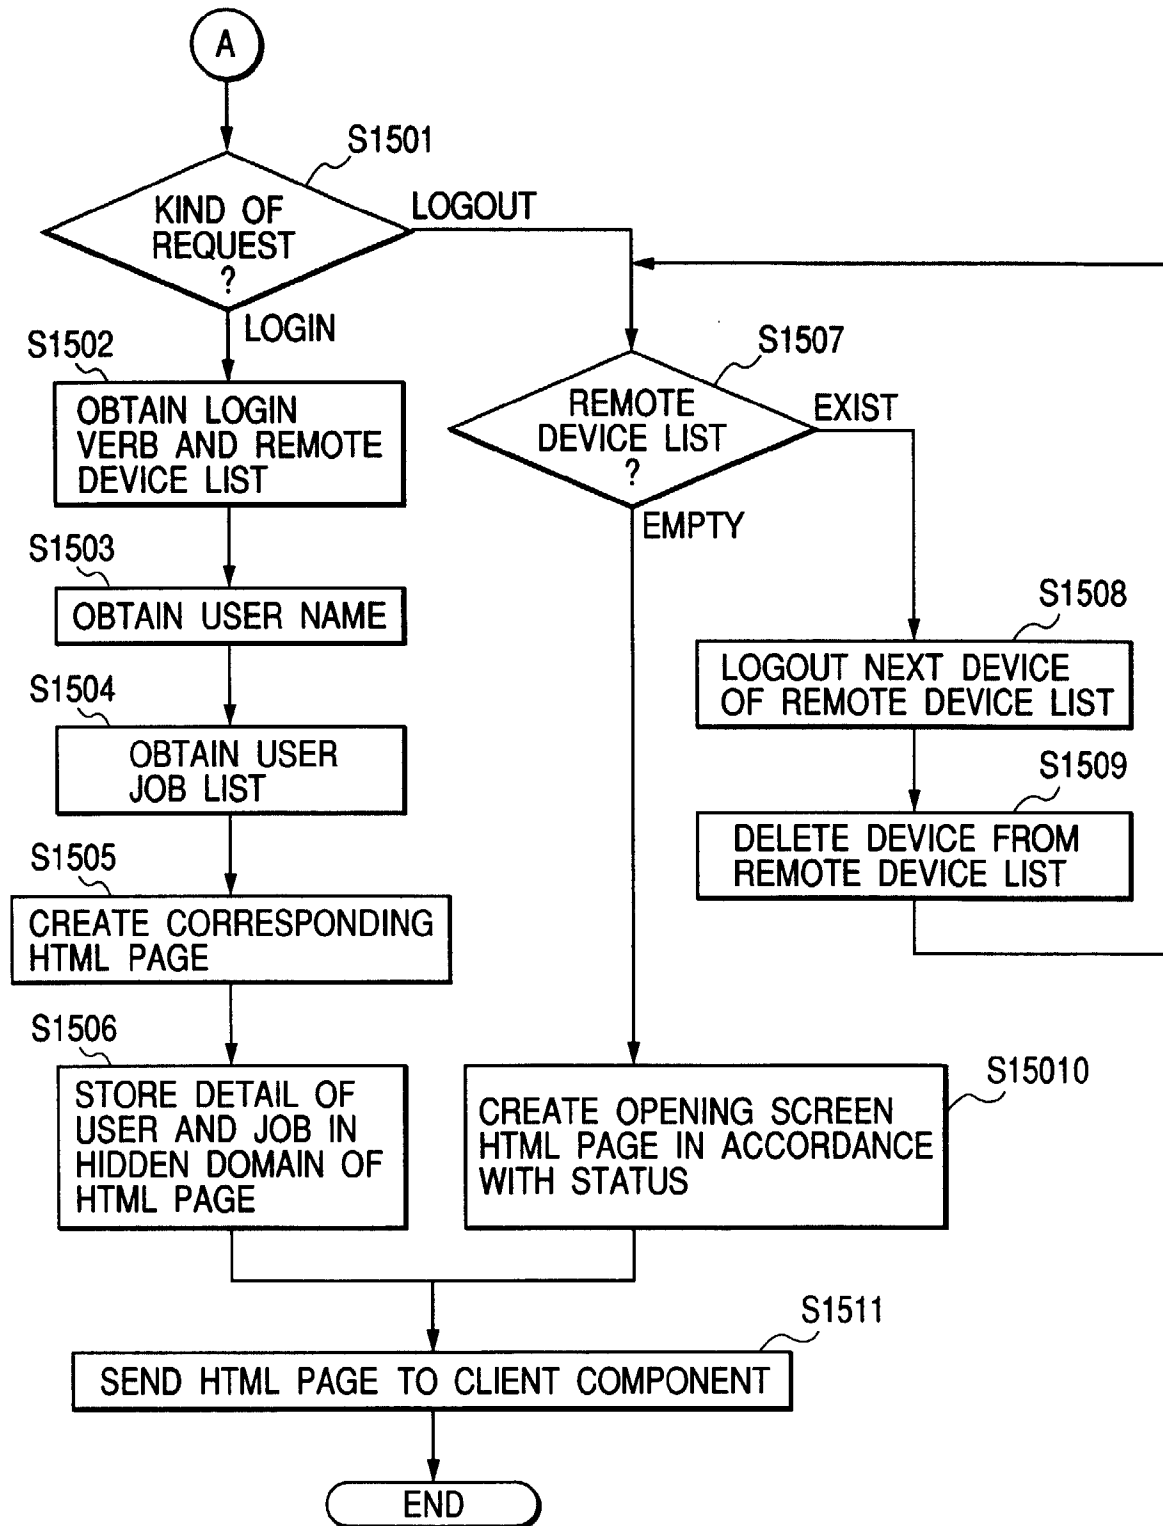 A
S1501
KIND OF
REQUEST
?
LOGOUT
LOGIN
S1502
OBTAIN LOGIN
VERB AND REMOTE
DEVICE LIST
S1503
OBTAIN USER NAME
S1504
OBTAIN USER
JOB LIST
S1505
CREATE CORRESPONDING
HTML PAGE
S1506
STORE DETAIL OF
USER AND JOB IN
HIDDEN DOMAIN OF
HTML PAGE
S1507
REMOTE
DEVICE LIST
?
EXIST
EMPTY
S1508
LOGOUT NEXT DEVICE
OF REMOTE DEVICE LIST
S1509
DELETE DEVICE FROM
REMOTE DEVICE LIST
S15010
CREATE OPENING SCREEN
HTML PAGE IN ACCORDANCE
WITH STATUS
S1511
SEND HTML PAGE TO CLIENT COMPONENT
END